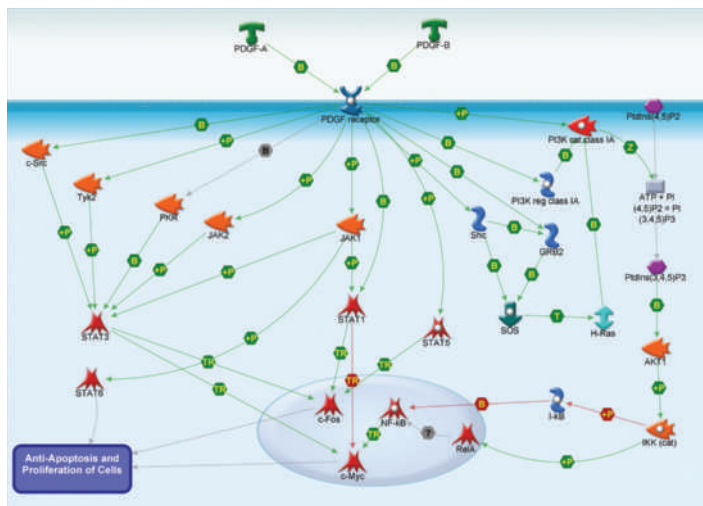 PDGF-A
PDGF-B
B
B
PDGF receptor
PtdIns(4,5)P2
B
+P
B
+P
+P
B
+P
+P
B
B
+P
PI3K cat class IA
Z
B
c-Src
Tyk2
PKR
JAK2
JAK1
PI3K reg class IA
ATP + PI
(4,5)P2 = PI
(3,4,5)P3
Shc
B
GRB2
B
+P
+P
B
+P
+P
+P
B
B
PtdIns(3,4,5)P3
B
STAT3
STAT1
STAT5
SOS
T
H-Ras
+P
AKT1
TR
TR
TR
TR
TR
+P
STAT6
c-Fos
NF-kB
B
I-kB
+P
IKK (cat)
TR
?
RelA
+P
c-Myc
Anti-Apoptosis and
Proliferation of Cells